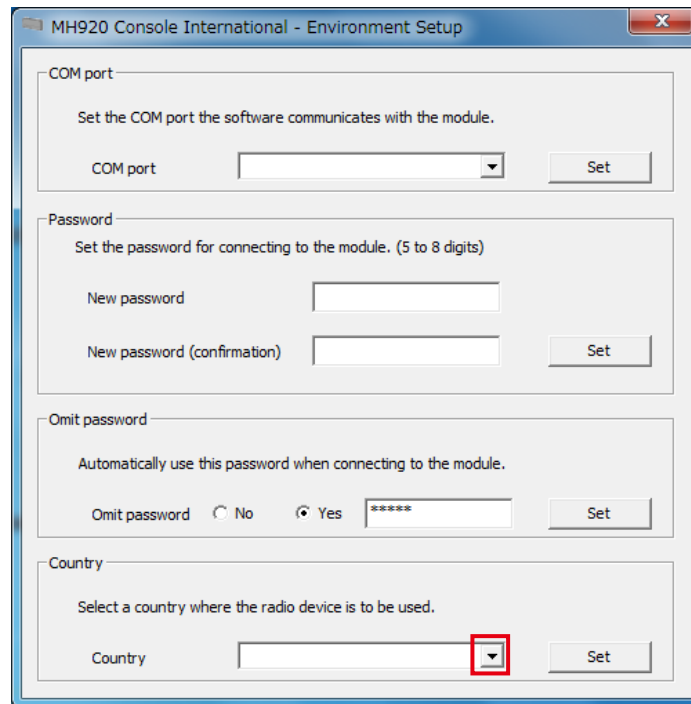 MH920 Console International - Environment Setup
COM port
Set the COM port the software communicates with the module.
COM port Set
Password
Set the password for connecting to the module. (5 to 8 digits)
New password
New password (confirmation) Set
Omit password
Automatically use this password when connecting to the module.
Omit password No Yes ***** Set
Country
Select a country where the radio device is to be used.
Country Set